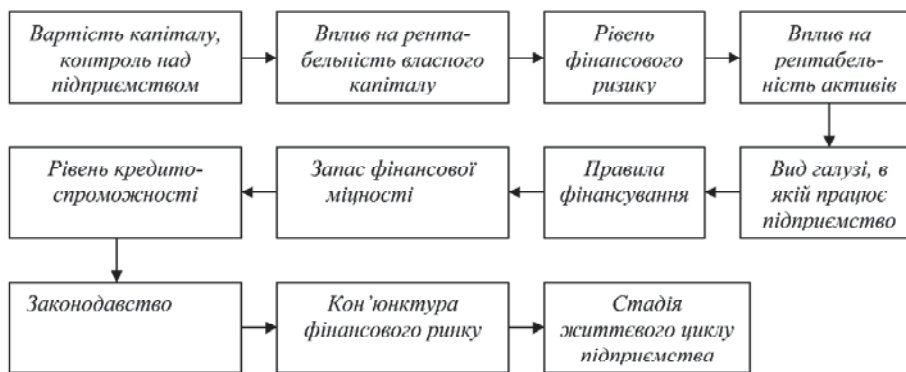 Вартість капіталу,
контроль над
підприємством
Вплив на рента-
бельність власного
капіталу
Рівень
фінансового
ризику
Вплив на
рентабель-
ність активів
Рівень кредито-
спроможності
Запас фінансової
міцності
Правила
фінансування
Вид галузі, в
якій працює
підприємство
Законодавство
Кон’юнктура
фінансового ринку
Стадія
життєвого циклу
підприємства